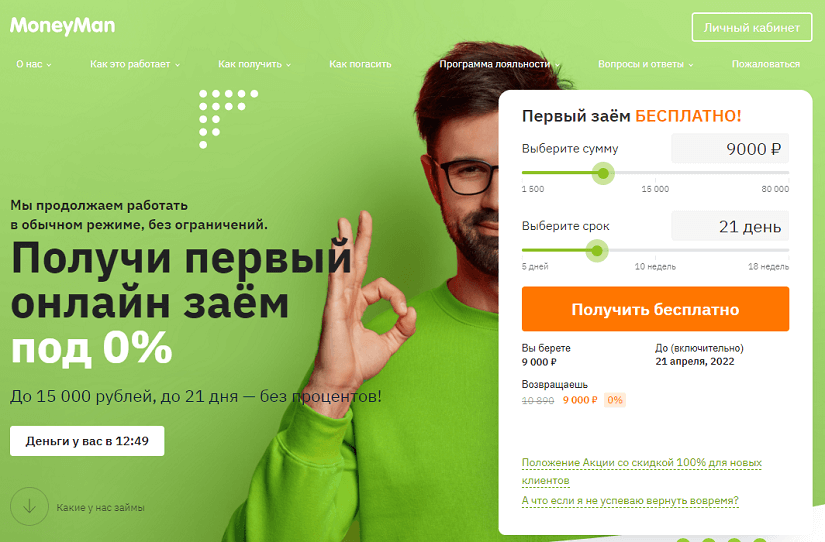 MoneyMan
Личный кабинет
О нас
Как это работает
Как получить
Как погасить
Программа лояльности
Вопросы и ответы
Пожаловаться
Мы продолжаем работать
в обычном режиме, без ограничений.
Получи первый
онлайн заём
под 0%
До 15 000 рублей, до 21 дня — без процентов!
Деньги у вас в 12:49
Какие у нас займы
Первый заём БЕСПЛАТНО!
Выберите сумму
9000 ₽
1 500
15 000
80 000
Выберите срок
21 день
5 дней
10 недель
18 недель
Получить бесплатно
Вы берете
9 000 ₽
До (включительно)
21 апреля, 2022
Возвращаешь
10 890 9 000 ₽ 0%
Положение Акции со скидкой 100% для новых
клиентов
А что если я не успеваю вернуть вовремя?